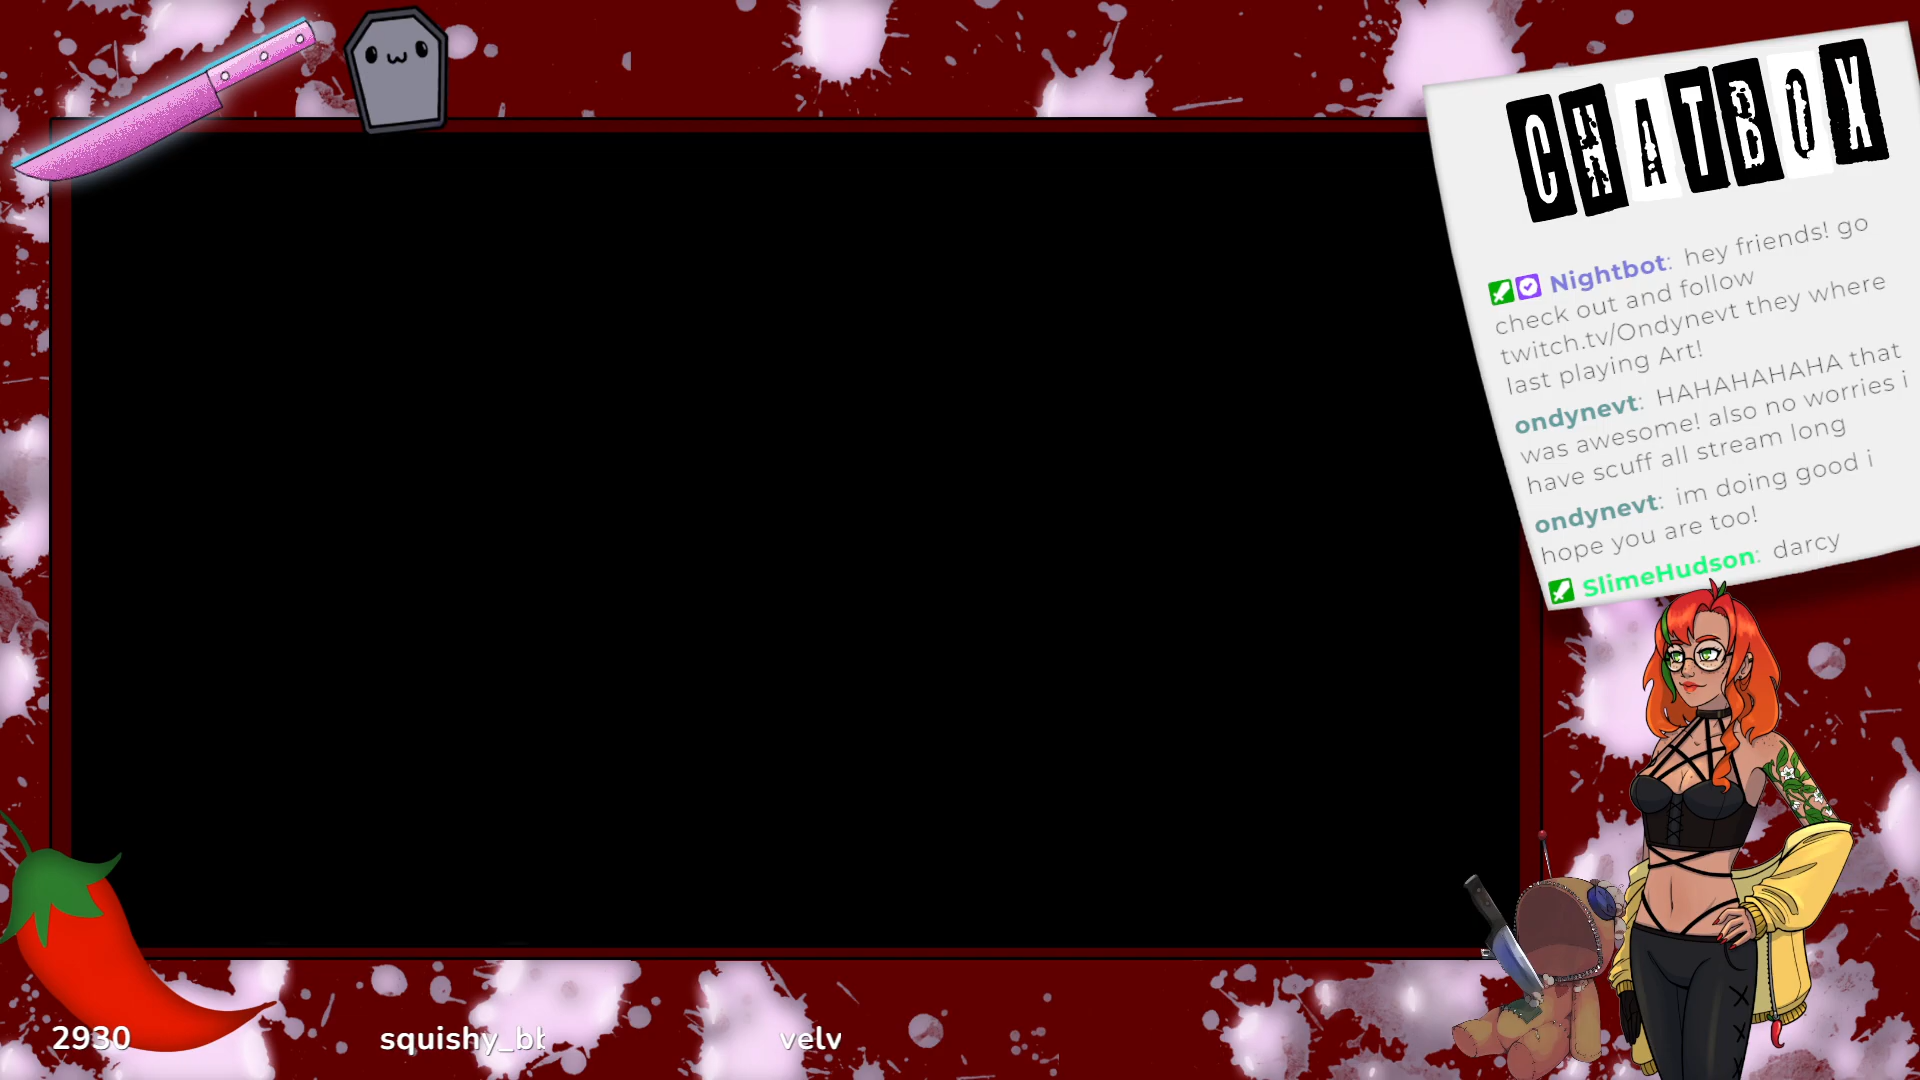 CHATBOX
Nightbot: hey friends! go
check out and follow
twitch.tv/Ondynevt they where
last playing Art!
ondynevt: HAHAHAHAHA that
was awesome! also no worries i
have scuff all stream long
ondynevt: im doing good i
hope you are too!
SlimeHudson: darcy
2930
squishy_bt
velv